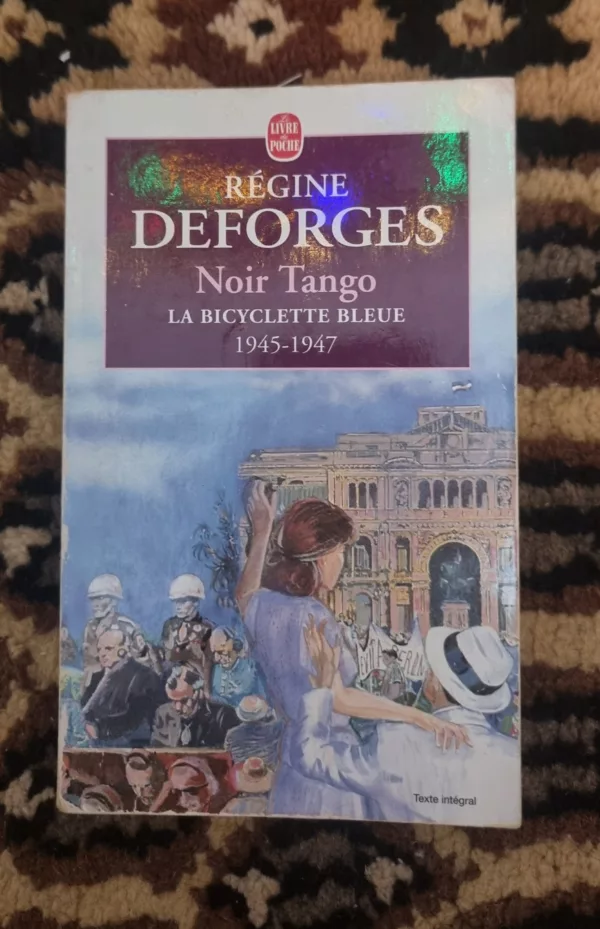 Le
LIVRE
de
POCHE
RÉGINE
DEFORGES
Noir Tango
LA BICYCLETTE BLEUE
1945-1947
Texte intégral